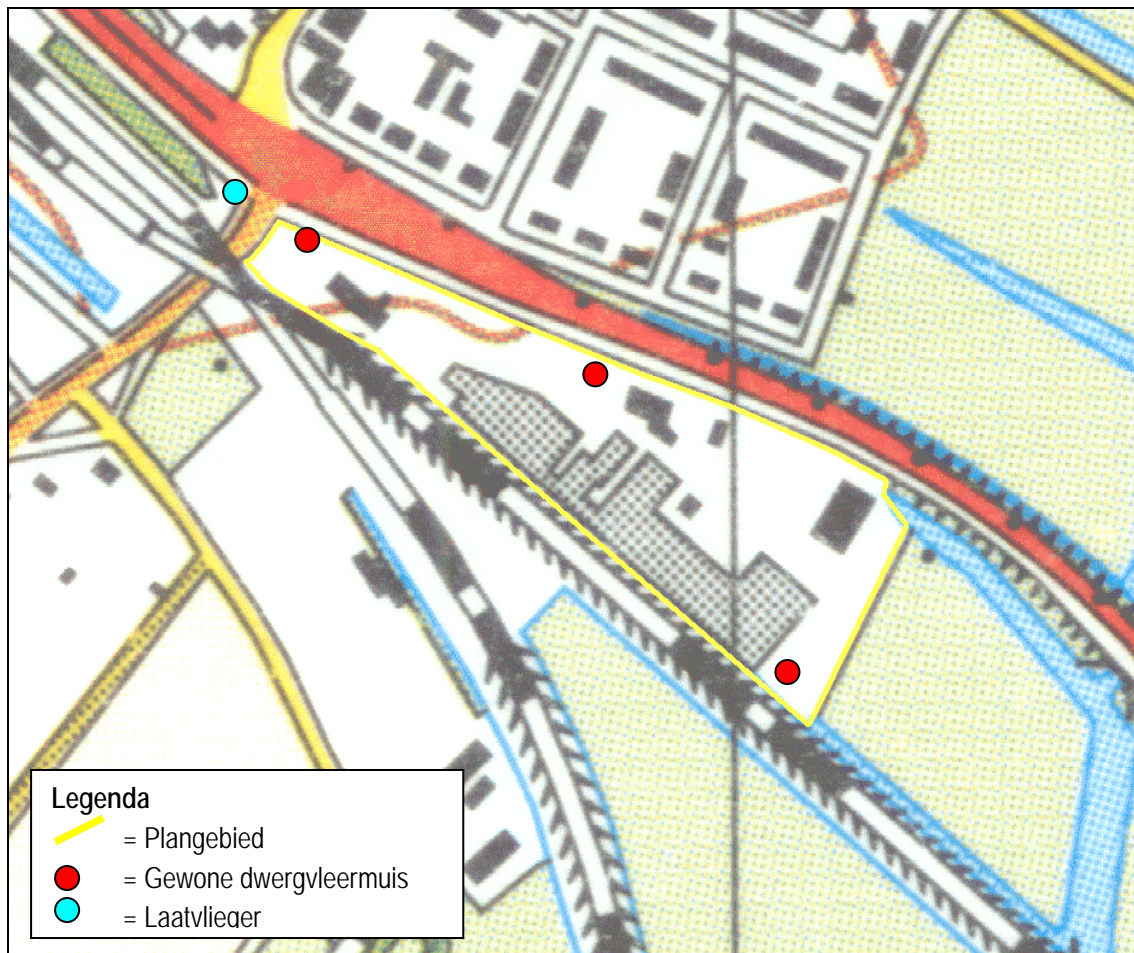 Legenda
= Plangebied
= Gewone dwergvleermuis
= Laatvlieger